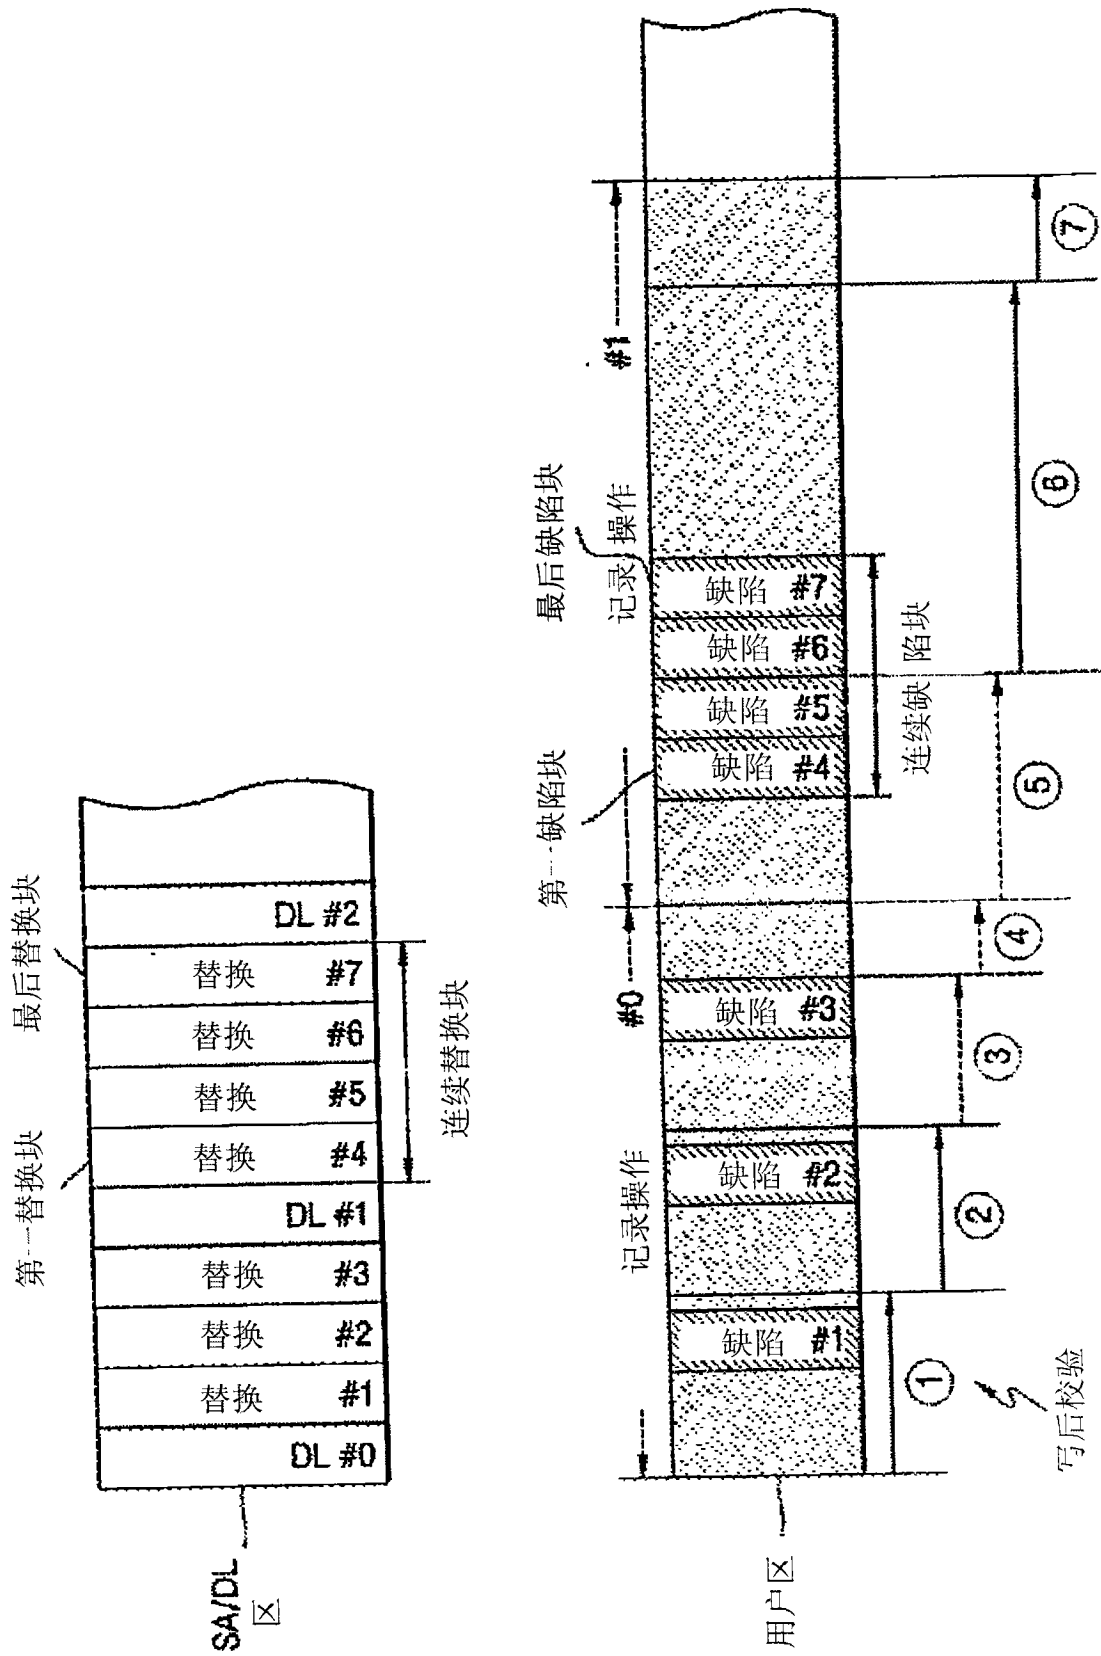 最后替换块
第一替换块
DL #2
替换 #7
替换 #6
替换 #5
替换 #4
DL #1
替换 #3
替换 #2
替换 #1
DL #0
连续替换块
SA/DL
区
最后缺陷块
第一缺陷块
记录操作 #1
记录操作 #0
缺陷 #7
缺陷 #6
缺陷 #5
缺陷 #4
缺陷 #3
缺陷 #2
缺陷 #1
连续缺陷块
⑦
⑥
⑤
④
③
②
①
写后校验
用户区